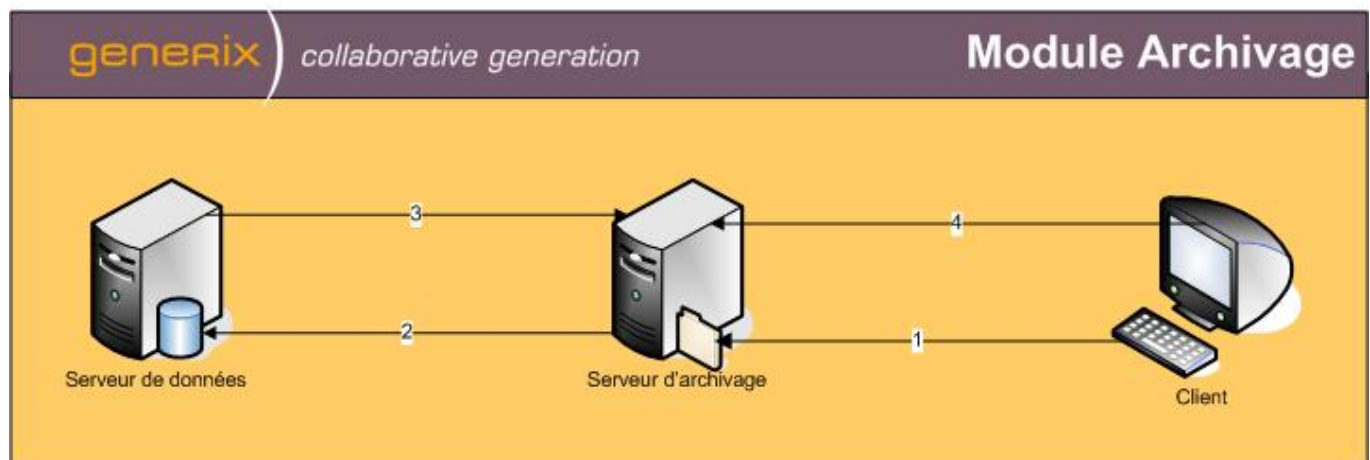 generix collaborative generation
Module Archivage
3
4
2
1
Serveur de données
Serveur d'archivage
Client